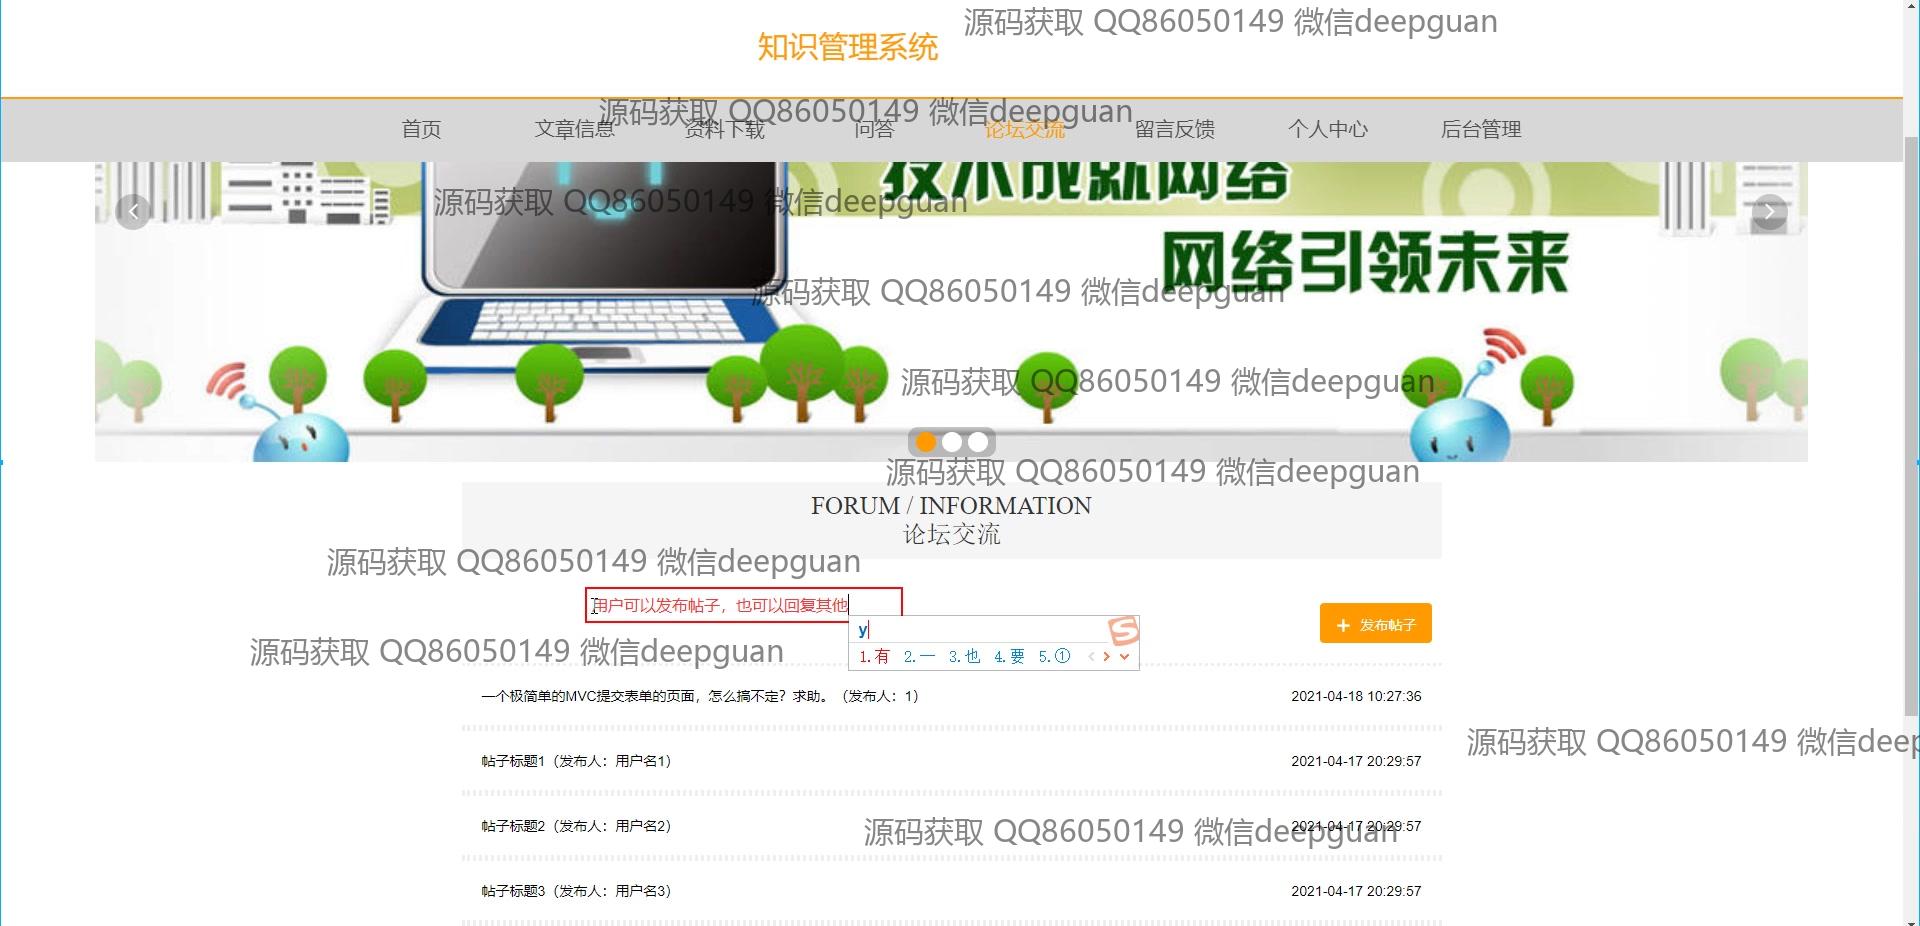 源码获取 QQ86050149 微信deepguan
知识管理系统
源码获取 QQ86050149 微信deepguan
首页 文章信息 资料下载 问答 论坛交流 留言反馈 个人中心 后台管理
技术成就网络
源码获取 QQ86050149 微信deepguan
网络引领未来
源码获取 QQ86050149 微信deepguan
源码获取 QQ86050149 微信deepguan
源码获取 QQ86050149 微信deepguan
FORUM / INFORMATION
论坛交流
源码获取 QQ86050149 微信deepguan
用户可以发布帖子，也可以回复其他
+ 发布帖子
y
源码获取 QQ86050149 微信deepguan
1.有 2.一 3.也 4.要 5.①
一个极简单的MVC提交表单的页面，怎么搞不定？求助。（发布人：1） 2021-04-18 10:27:36
源码获取 QQ86050149 微信deep
帖子标题1（发布人：用户名1） 2021-04-17 20:29:57
帖子标题2（发布人：用户名2） 2021-04-17 20:29:57
源码获取 QQ86050149 微信deepguan
帖子标题3（发布人：用户名3） 2021-04-17 20:29:57